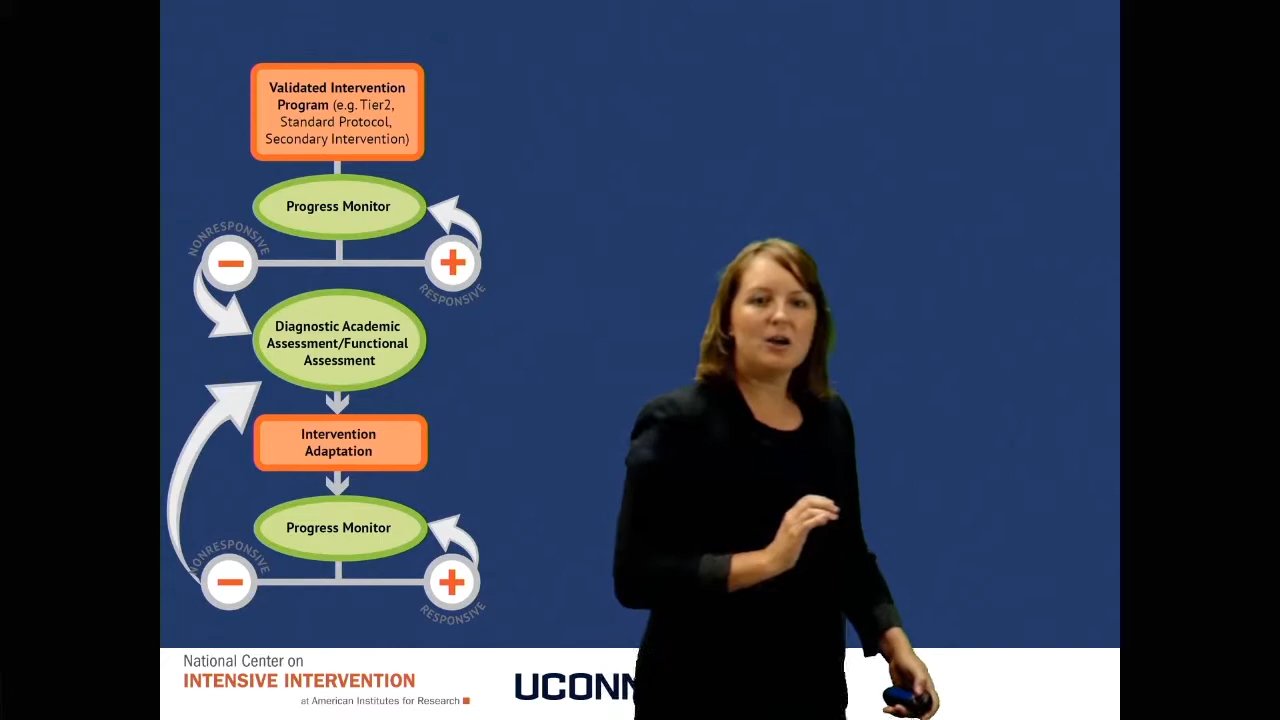 Validated Intervention
Program (e.g. Tier2,
Standard Protocol,
Secondary Intervention)
Progress Monitor
NONRESPONSIVE
RESPONSIVE
Diagnostic Academic
Assessment/Functional
Assessment
Intervention
Adaptation
Progress Monitor
NONRESPONSIVE
RESPONSIVE
National Center on
INTENSIVE INTERVENTION
at American Institutes for Research
UCONN